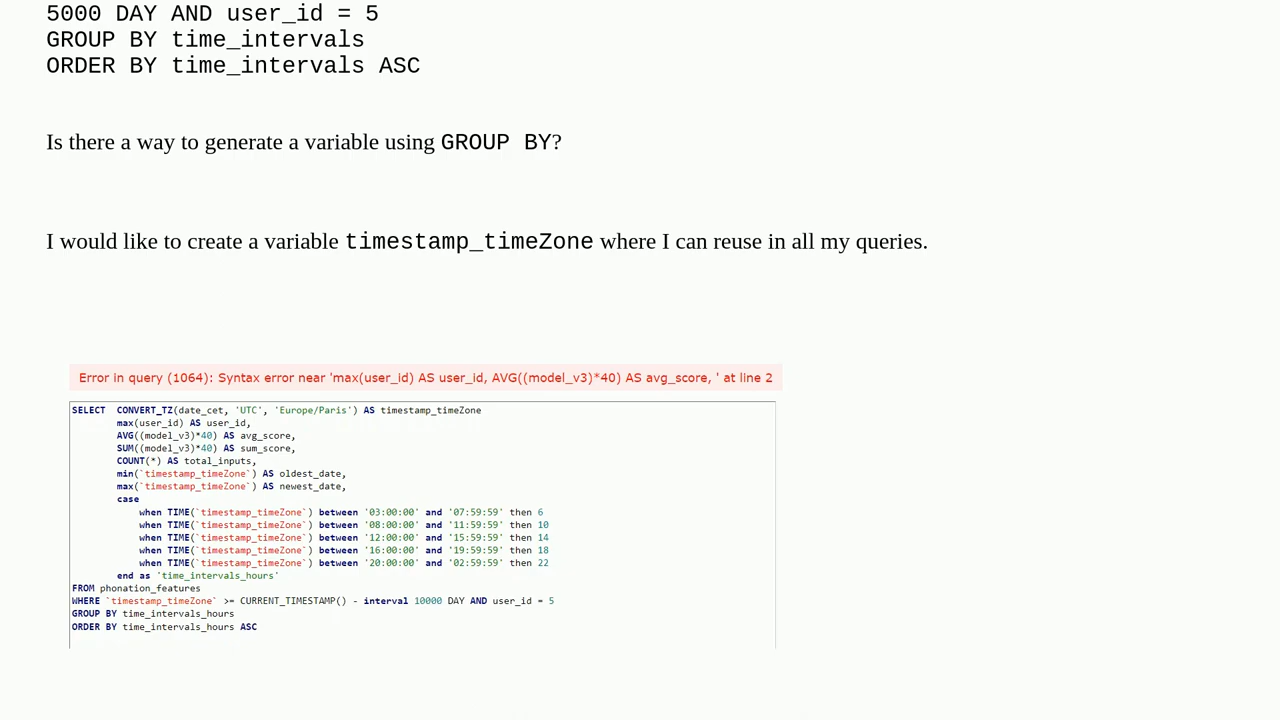 5000 DAY AND user_id = 5
GROUP BY time_intervals
ORDER BY time_intervals ASC
Is there a way to generate a variable using GROUP BY?
I would like to create a variable timestamp_timeZone where I can reuse in all my queries.
Error in query (1064): Syntax error near 'max(user_id) AS user_id, AVG((model_v3)*40) AS avg_score, ' at line 2
SELECT  CONVERT_TZ(date_cet, 'UTC', 'Europe/Paris') AS timestamp_timeZone
        max(user_id) AS user_id,
        AVG((model_v3)*40) AS avg_score,
        SUM((model_v3)*40) AS sum_score,
        COUNT(*) AS total_inputs,
        min(`timestamp_timeZone`) AS oldest_date,
        max(`timestamp_timeZone`) AS newest_date,
        case
            when TIME(`timestamp_timeZone`) between '03:00:00' and '07:59:59' then 6
            when TIME(`timestamp_timeZone`) between '08:00:00' and '11:59:59' then 10
            when TIME(`timestamp_timeZone`) between '12:00:00' and '15:59:59' then 14
            when TIME(`timestamp_timeZone`) between '16:00:00' and '19:59:59' then 18
            when TIME(`timestamp_timeZone`) between '20:00:00' and '02:59:59' then 22
        end as 'time_intervals_hours'
FROM phonation_features
WHERE `timestamp_timeZone` >= CURRENT_TIMESTAMP() - interval 10000 DAY AND user_id = 5
GROUP BY time_intervals_hours
ORDER BY time_intervals_hours ASC